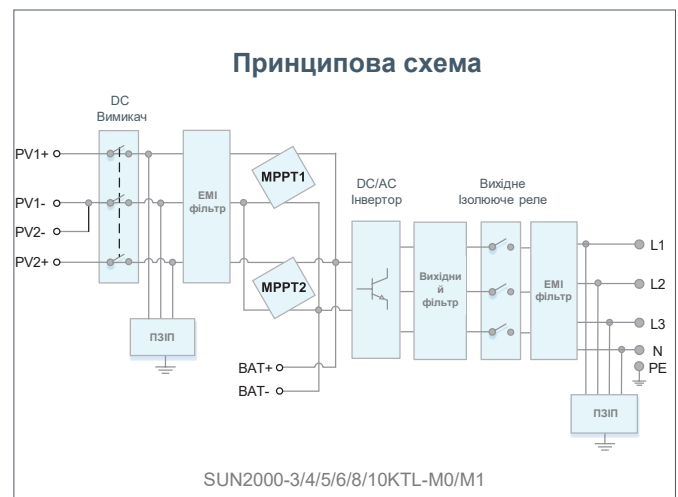 Принципова схема
DC
Вимикач
PV1+
PV1-
PV2-
PV2+
EMI
фільтр
MPPT1
MPPT2
DC/AC
Інвертор
Вихідне
Ізолююче реле
Вихідни
й
фільтр
EMI
фільтр
L1
L2
L3
N
PE
ПЗІП
BAT+
BAT-
ПЗІП
SUN2000-3/4/5/6/8/10KTL-M0/M1